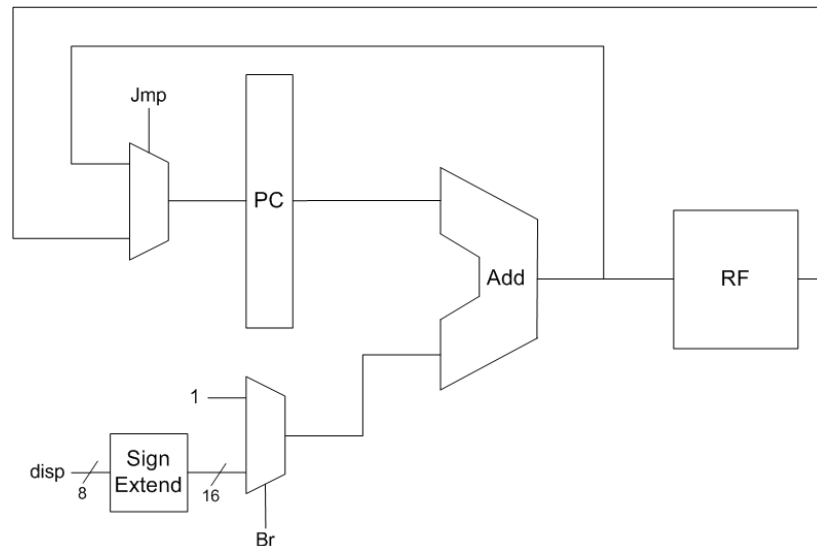 Jmp
PC
Add
RF
1
disp
8
Sign
Extend
16
Br